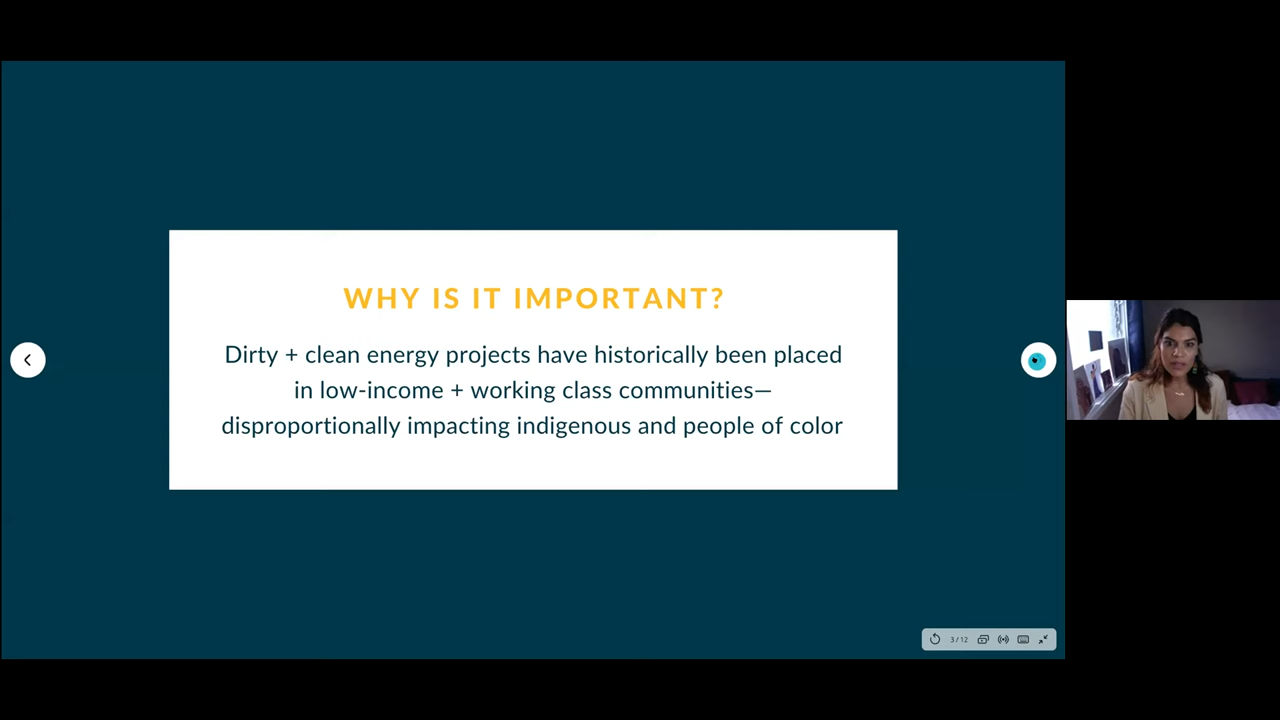 WHY IS IT IMPORTANT?
Dirty + clean energy projects have historically been placed
in low-income + working class communities—
disproportionally impacting indigenous and people of color
3 / 12